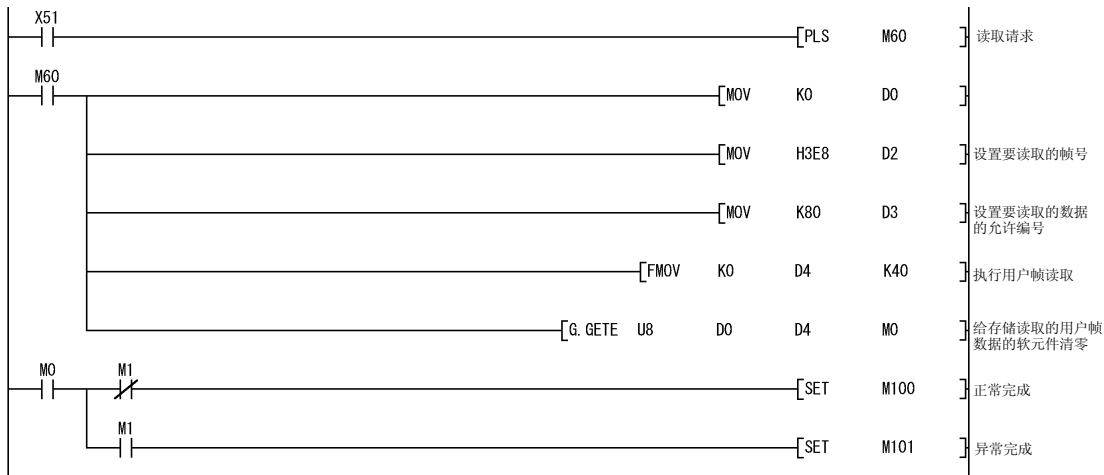 X51
[PLS M60 ] 读取请求
M60
[MOV K0 D0 ]
[MOV H3E8 D2 ] 设置要读取的帧号
[MOV K80 D3 ] 设置要读取的数据
的允许编号
[FMOV K0 D4 K40 ] 执行用户帧读取
[G.GETE U8 D0 D4 M0 ] 给存储读取的用户帧
数据的软元件清零
M0 M1
[SET M100 ] 正常完成
M1
[SET M101 ] 异常完成